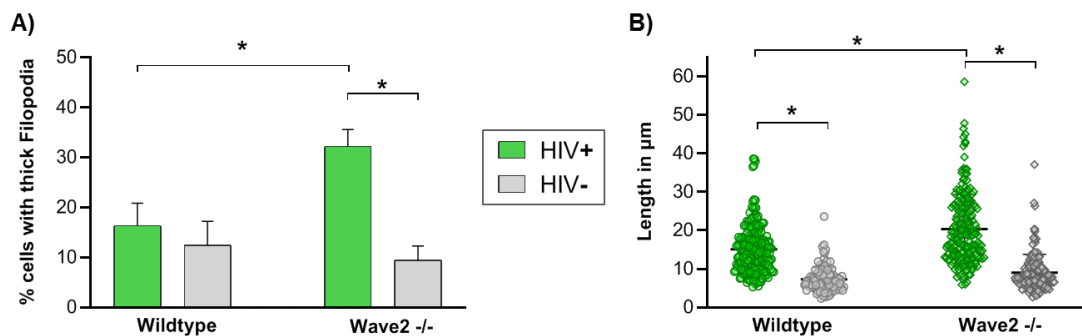 A)
% cells with thick Filopodia
50
40
30
20
10
0
*
*
Wildtype
Wave2 -/-
HIV+
HIV-
B)
Length in µm
60
50
40
30
20
10
0
*
*
*
Wildtype
Wave2 -/-